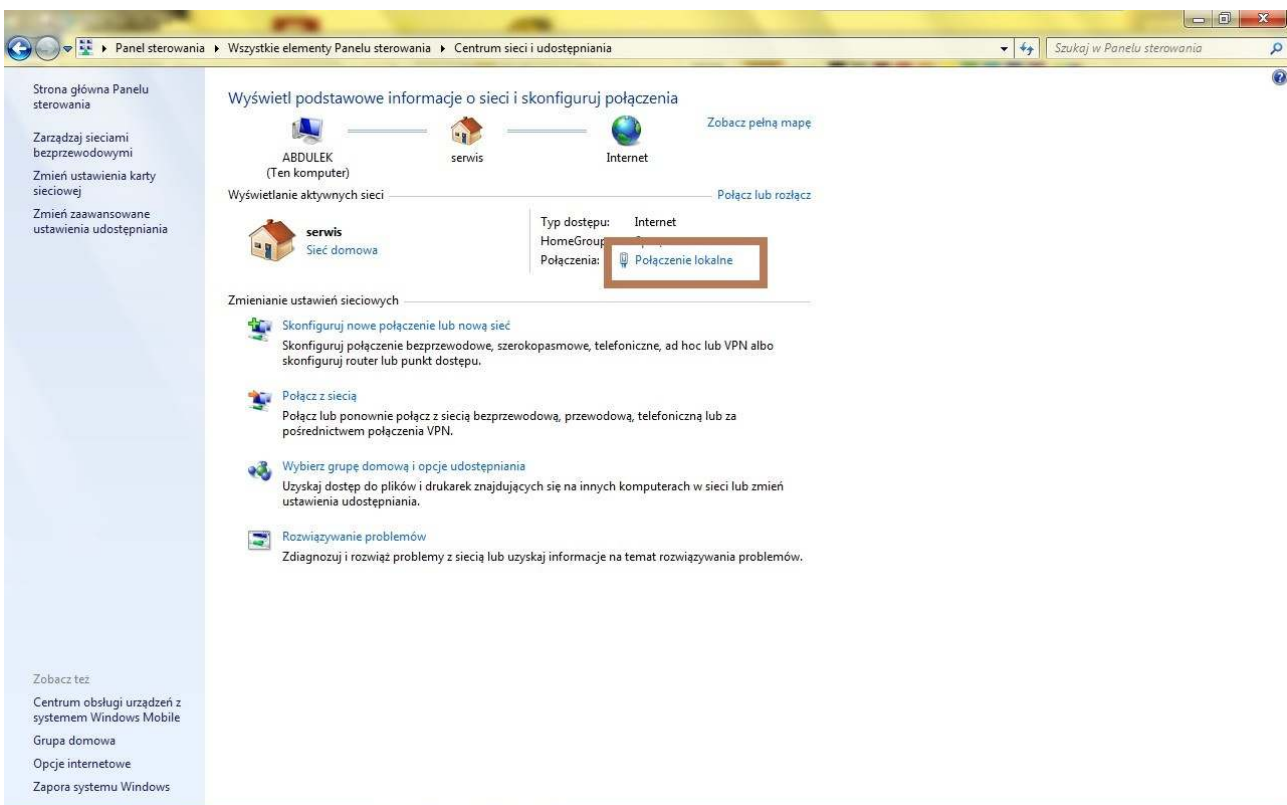 Panel sterowania ▸ Wszystkie elementy Panelu sterowania ▸ Centrum sieci i udostępniania
Szukaj w Panelu sterowania
Strona główna Panelu
sterowania
Zarządzaj sieciami
bezprzewodowymi
Zmień ustawienia karty
sieciowej
Zmień zaawansowane
ustawienia udostępniania
Zobacz też
Centrum obsługi urządzeń z
systemem Windows Mobile
Grupa domowa
Opcje internetowe
Zapora systemu Windows
Wyświetl podstawowe informacje o sieci i skonfiguruj połączenia
Zobacz pełną mapę
ABDULEK
(Ten komputer)
serwis
Internet
Wyświetlanie aktywnych sieci
Połącz lub rozłącz
serwis
Sieć domowa
Typ dostępu: Internet
HomeGroup
Połączenia: Połączenie lokalne
Zmienianie ustawień sieciowych
Skonfiguruj nowe połączenie lub nową sieć
Skonfiguruj połączenie bezprzewodowe, szerokopasmowe, telefoniczne, ad hoc lub VPN albo
skonfiguruj router lub punkt dostępu.
Połącz z siecią
Połącz lub ponownie połącz z siecią bezprzewodową, przewodową, telefoniczną lub za
pośrednictwem połączenia VPN.
Wybierz grupę domową i opcje udostępniania
Uzyskaj dostęp do plików i drukarek znajdujących się na innych komputerach w sieci lub zmień
ustawienia udostępniania.
Rozwiązywanie problemów
Zdiagnozuj i rozwiąż problemy z siecią lub uzyskaj informacje na temat rozwiązywania problemów.